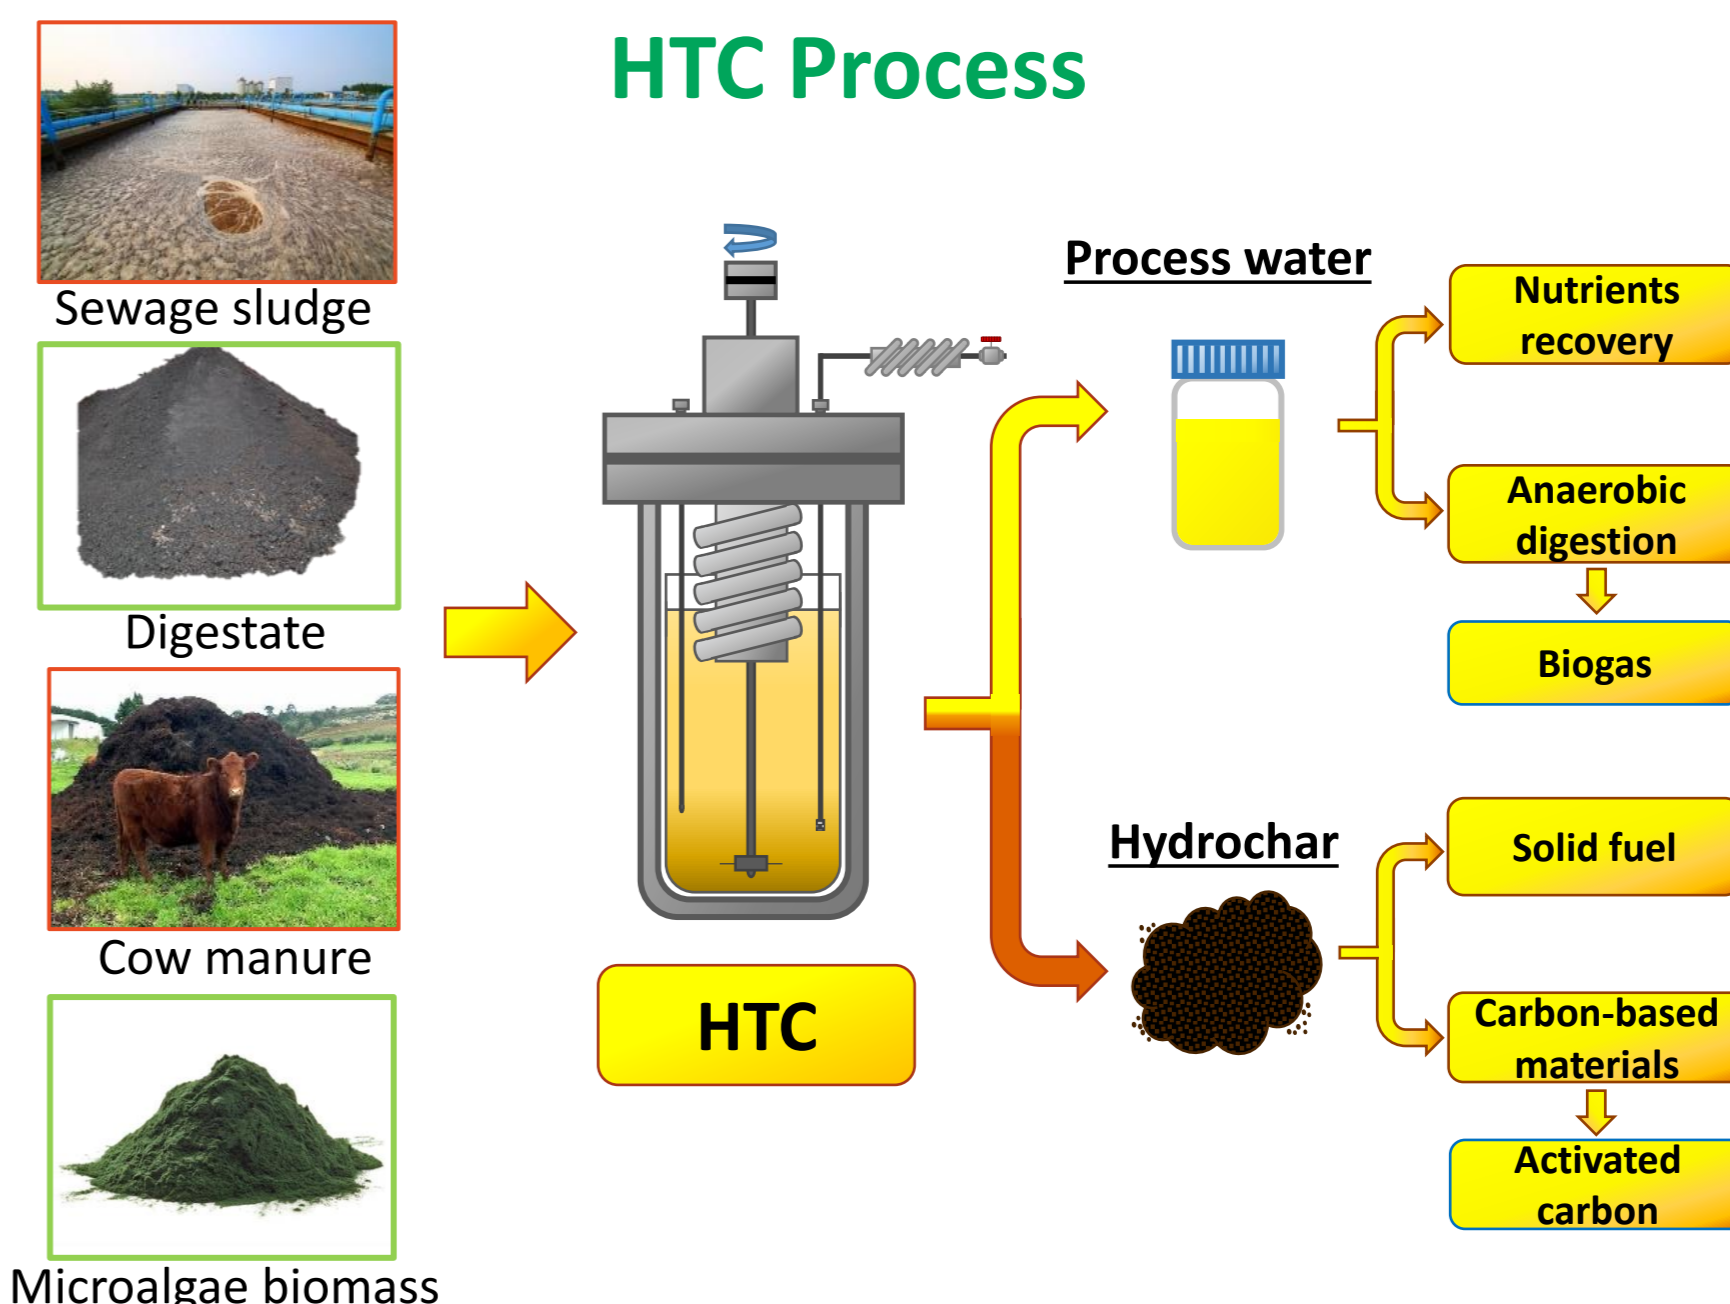 HTC Process
Sewage sludge
Digestate
Cow manure
Microalgae biomass
HTC
Process water
Nutrients
recovery
Anaerobic
digestion
Biogas
Hydrochar
Solid fuel
Carbon-based
materials
Activated
carbon